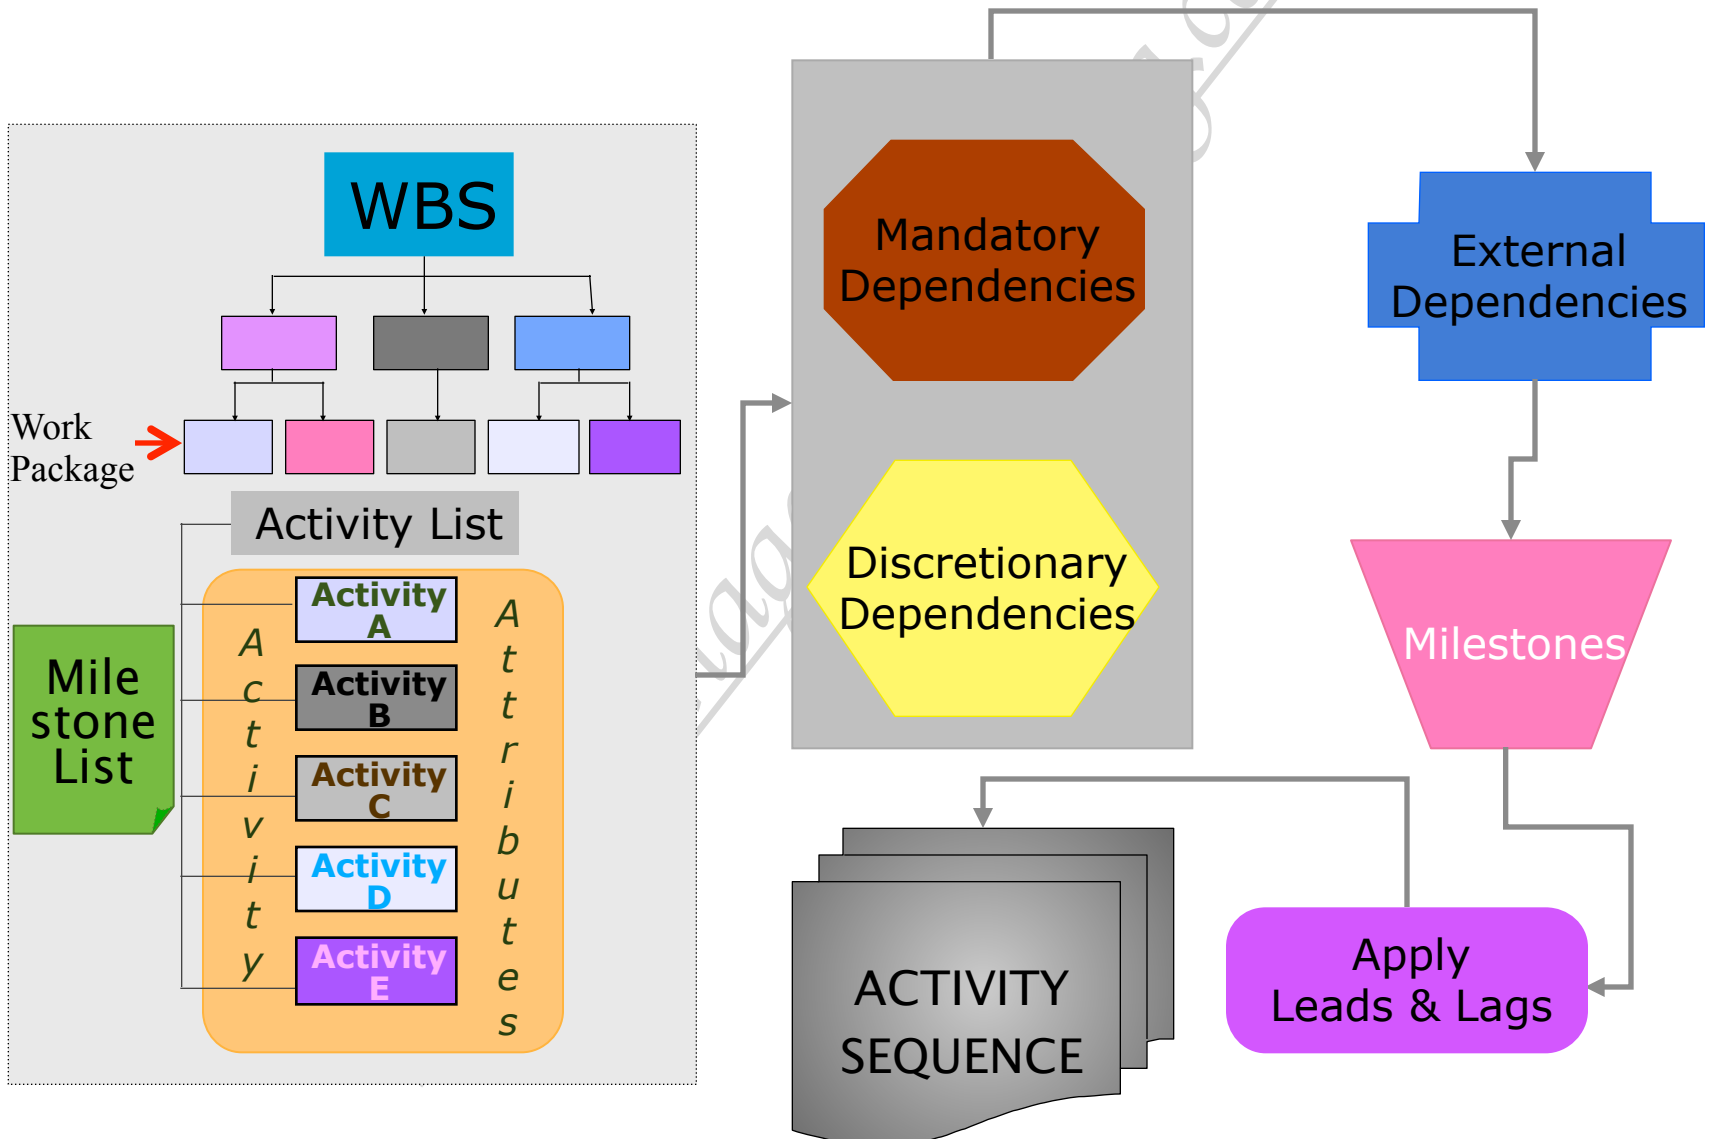 WBS
Work
Package
Activity List
Mile
stone
List
Activity
Activity
A
Activity
B
Activity
C
Activity
D
Activity
E
Attributes
Mandatory
Dependencies
Discretionary
Dependencies
External
Dependencies
Milestones
Apply
Leads & Lags
ACTIVITY
SEQUENCE